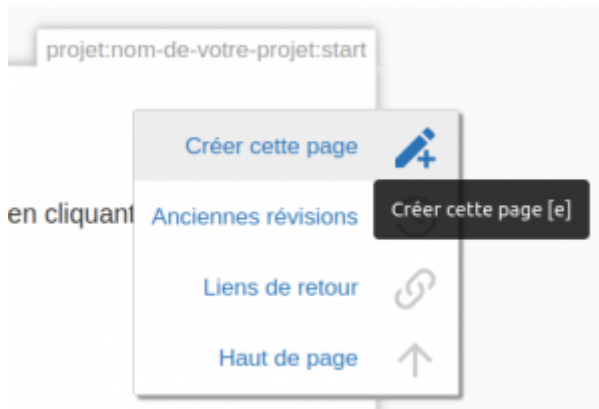 projet:nom-de-votre-projet:start
Créer cette page
Créer cette page [e]
en cliquant
Anciennes révisions
Liens de retour
Haut de page